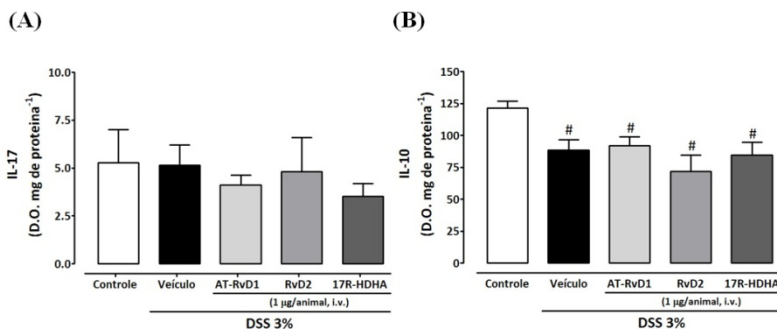 (A)
IL-17
(D.O. mg de proteina⁻¹)
10.0
7.5
5.0
2.5
0.0
Controle Veículo AT-RvD1 RvD2 17R-HDHA
(1 µg/animal, i.v.)
DSS 3%
(B)
IL-10
(D.O. mg de proteina⁻¹)
150
125
100
75
50
25
0
# # # #
Controle Veículo AT-RvD1 RvD2 17R-HDHA
(1 µg/animal, i.v.)
DSS 3%